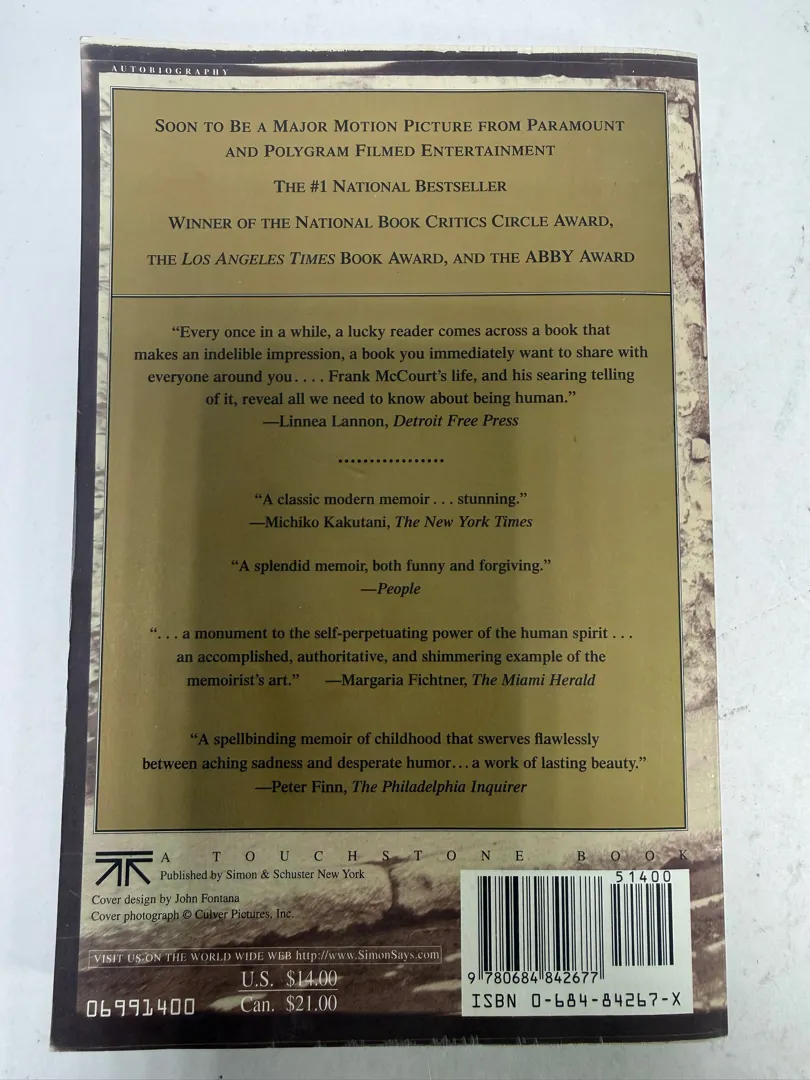 AUTOBIOGRAPHY
SOON TO BE A MAJOR MOTION PICTURE FROM PARAMOUNT
AND POLYGRAM FILMED ENTERTAINMENT
THE #1 NATIONAL BESTSELLER
WINNER OF THE NATIONAL BOOK CRITICS CIRCLE AWARD,
THE LOS ANGELES TIMES BOOK AWARD, AND THE ABBY AWARD
“Every once in a while, a lucky reader comes across a book that
makes an indelible impression, a book you immediately want to share with
everyone around you. . . . Frank McCourt’s life, and his searing telling
of it, reveal all we need to know about being human.”
—Linnea Lannon, Detroit Free Press
.................
“A classic modern memoir . . . stunning.”
—Michiko Kakutani, The New York Times
“A splendid memoir, both funny and forgiving.”
—People
“. . . a monument to the self-perpetuating power of the human spirit . . .
an accomplished, authoritative, and shimmering example of the
memoirist’s art.” —Margaria Fichtner, The Miami Herald
“A spellbinding memoir of childhood that swerves flawlessly
between aching sadness and desperate humor. . . a work of lasting beauty.”
—Peter Finn, The Philadelphia Inquirer
A TOUCHSTONE BOOK
Published by Simon & Schuster New York
Cover design by John Fontana
Cover photograph © Culver Pictures, Inc.
VISIT US ON THE WORLD WIDE WEB http://www.SimonSays.com
U.S. $14.00
Can. $21.00
06991400
51400
9 780684 842677
ISBN 0-684-84267-X